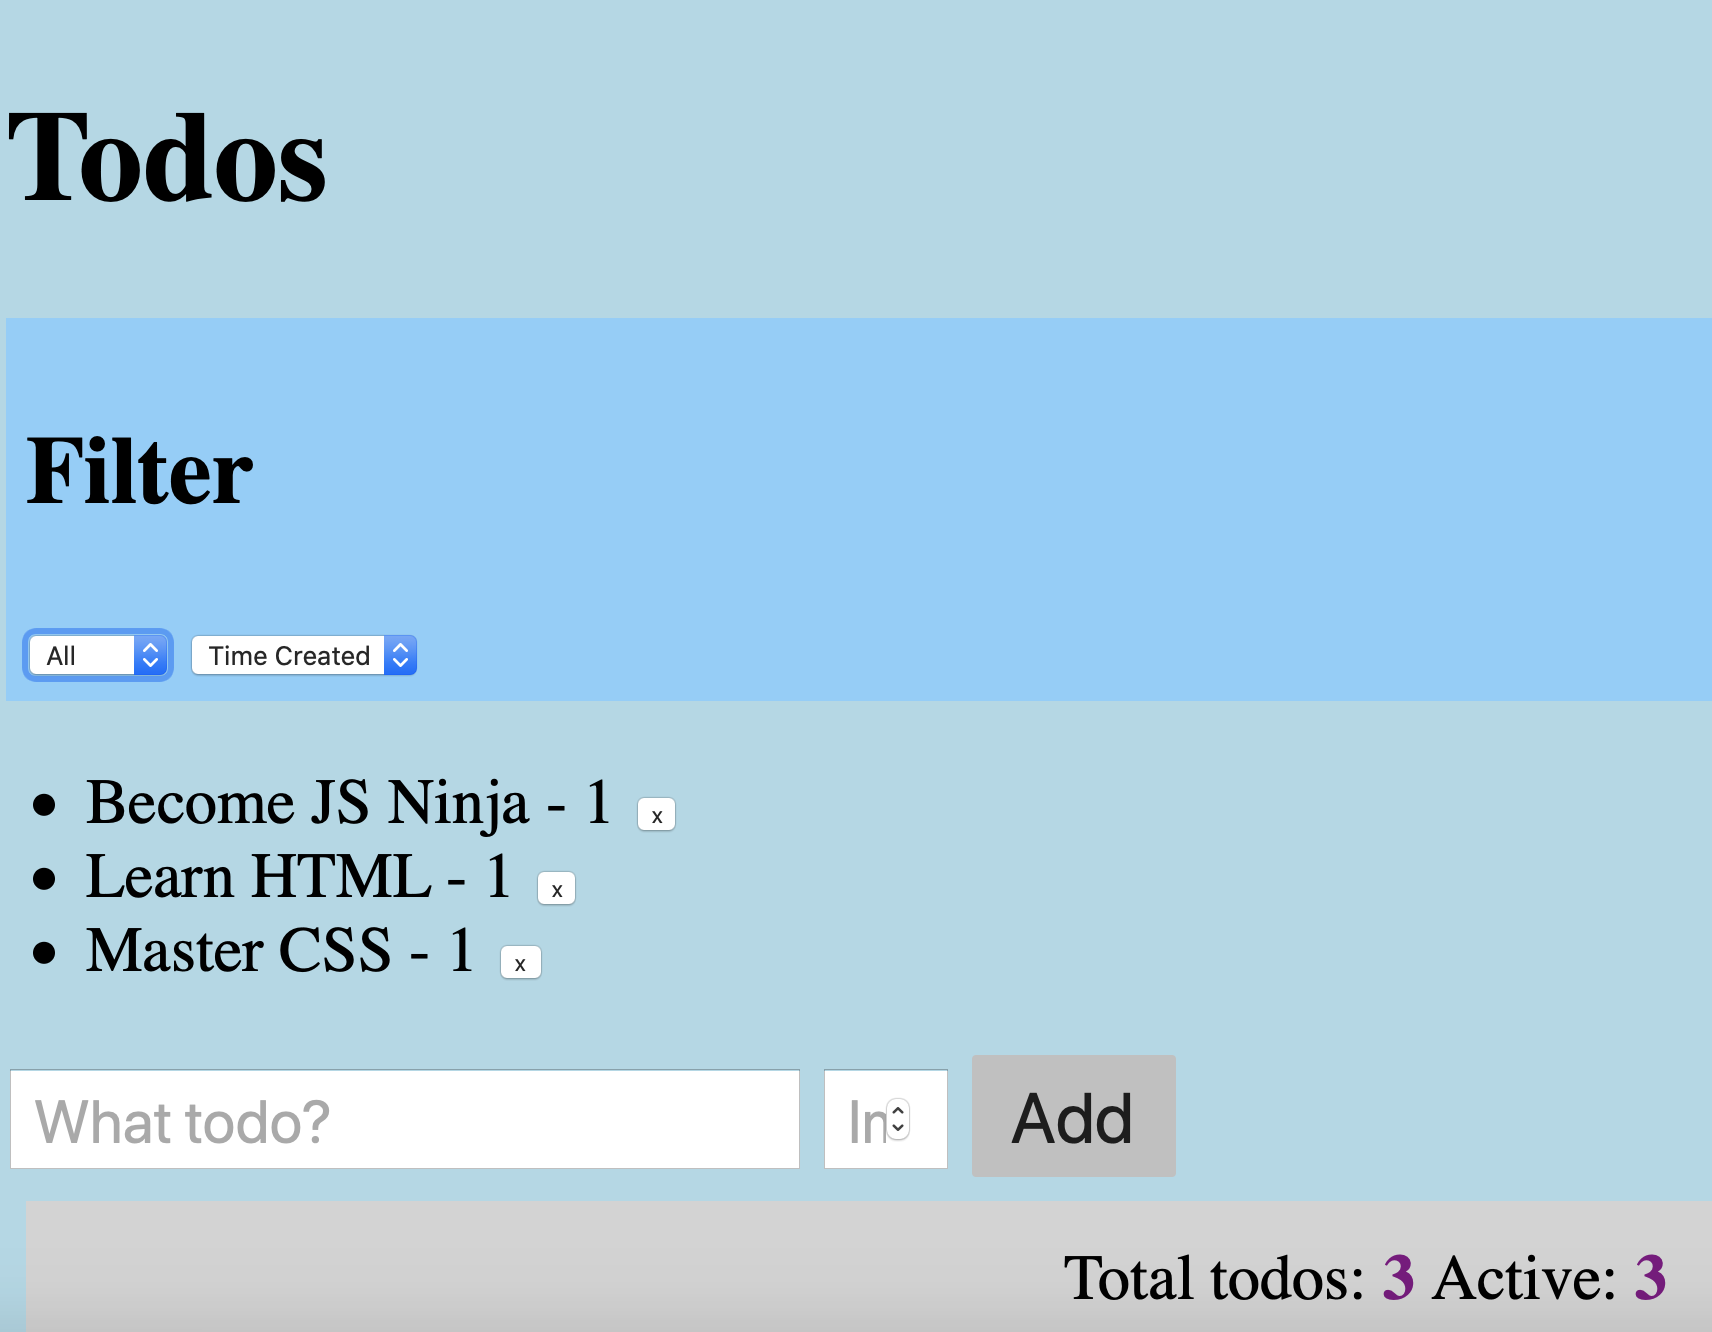 Todos
Filter
All Time Created
Become JS Ninja - 1 x
Learn HTML - 1 x
Master CSS - 1 x
What todo? In Add
Total todos: 3 Active: 3